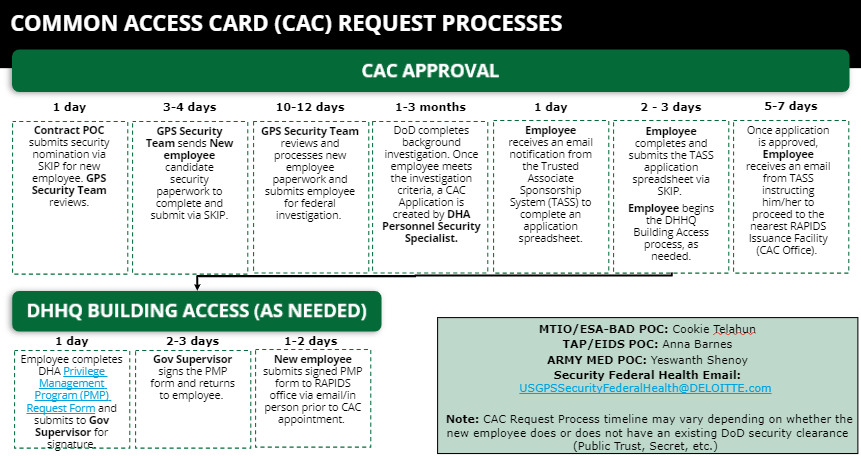 COMMON ACCESS CARD (CAC) REQUEST PROCESSES
CAC APPROVAL
1 day
Contract POC
submits security
nomination via
SKIP for new
employee. GPS
Security Team
reviews.
3-4 days
GPS Security
Team sends New
employee
candidate
security
paperwork to
complete and
submit via SKIP.
10-12 days
GPS Security Team
reviews and
processes new
employee
paperwork and
submits employee
for federal
investigation.
1-3 months
DoD completes
background
investigation. Once
employee meets
the investigation
criteria, a CAC
Application is
created by DHA
Personnel Security
Specialist.
1 day
Employee
receives an email
notification from
the Trusted
Associate
Sponsorship
System (TASS) to
complete an
application
spreadsheet.
2 - 3 days
Employee
completes and
submits the TASS
application
spreadsheet via
SKIP.
Employee begins
the DHHQ
Building Access
process, as
needed.
5-7 days
Once application
is approved,
Employee
receives an email
from TASS
instructing
him/her to
proceed to the
nearest RAPIDS
Issuance Facility
(CAC Office).
DHHQ BUILDING ACCESS (AS NEEDED)
1 day
Employee completes
DHA Privilege
Management
Program (PMP)
Request Form and
submits to Gov
Supervisor for
signature.
2-3 days
Gov Supervisor
signs the PMP
form and returns
to employee.
1-2 days
New employee
submits signed PMP
form to RAPIDS
office via email/in
person prior to CAC
appointment.
MTIO/ESA-BAD POC: Cookie Telahun
TAP/EIDS POC: Anna Barnes
ARMY MED POC: Yeswanth Shenoy
Security Federal Health Email:
USGPSSecurityFederalHealth@DELOITTE.com
Note: CAC Request Process timeline may vary depending on whether the
new employee does or does not have an existing DoD security clearance
(Public Trust, Secret, etc.)